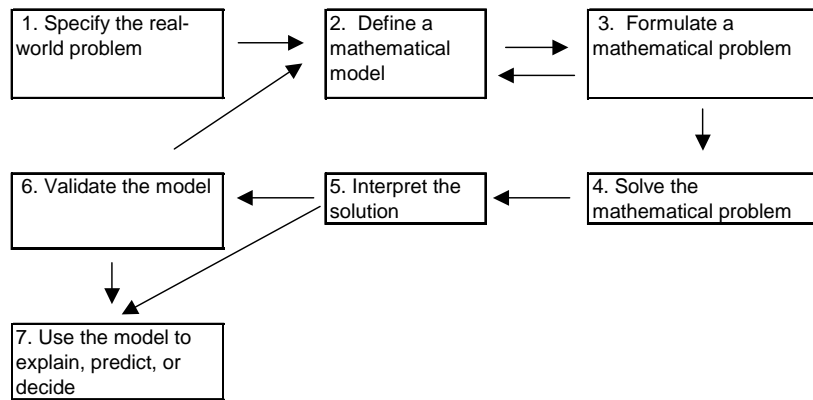 1. Specify the real-
world problem
2. Define a
mathematical
model
3. Formulate a
mathematical problem
6. Validate the model
5. Interpret the
solution
4. Solve the
mathematical problem
7. Use the model to
explain, predict, or
decide